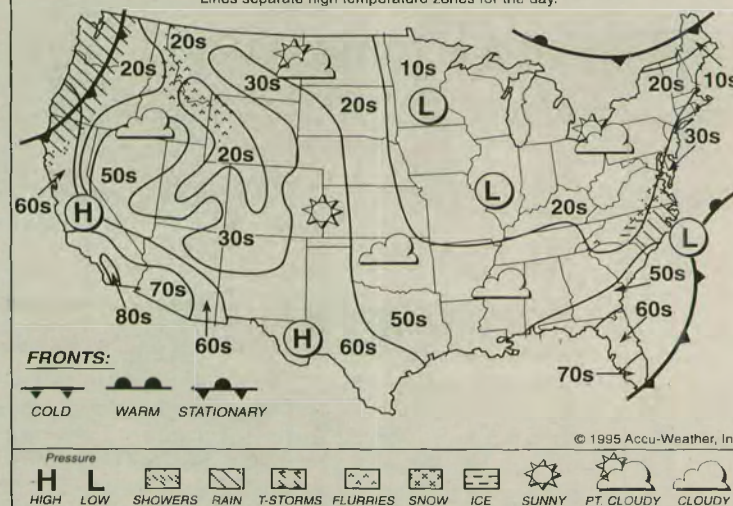 Lines separate high temperature zones for the day.
20s
20s
30s
10s
20s
10s
20s
L
30s
20s
50s
L
20s
60s
H
30s
L
50s
70s
50s
60s
80s
60s
H
60s
70s
FRONTS:
COLD WARM STATIONARY
© 1995 Accu-Weather, In
Pressure
H L
HIGH LOW SHOWERS RAIN T-STORMS FLURRIES SNOW ICE SUNNY PT. CLOUDY CLOUDY